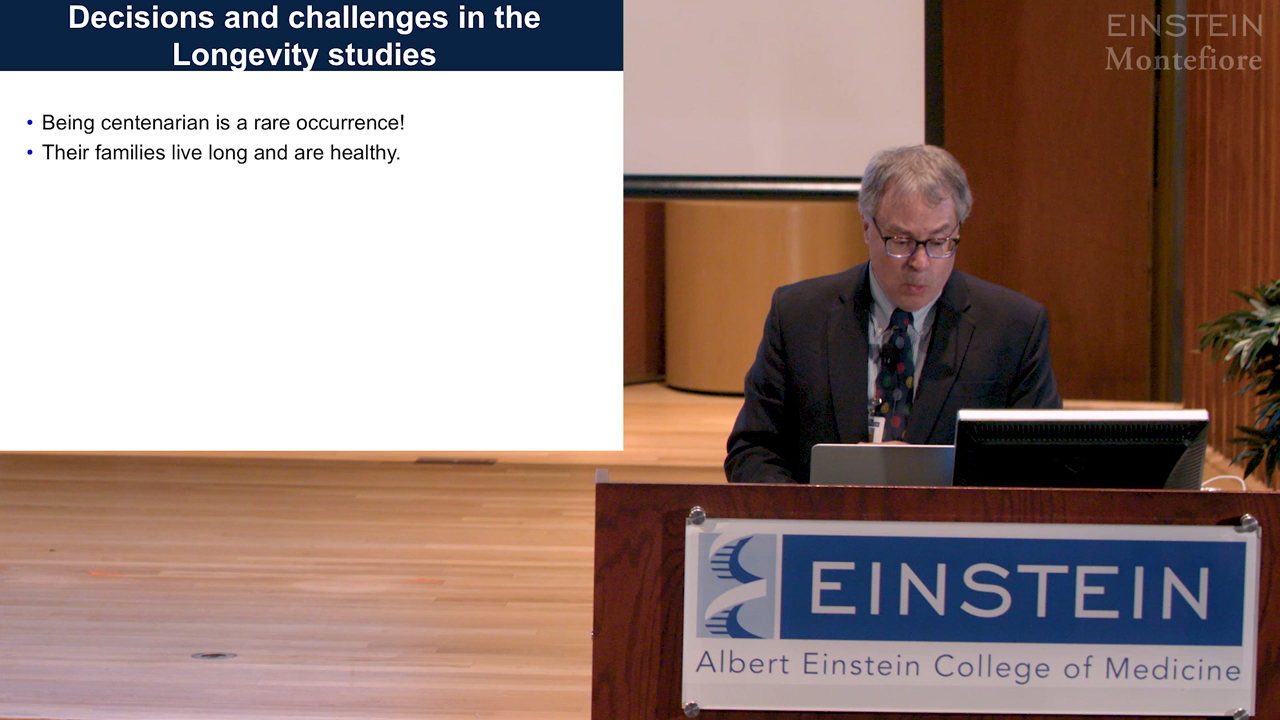 Decisions and challenges in the
Longevity studies
• Being centenarian is a rare occurrence!
• Their families live long and are healthy.
EINSTEIN
Montefiore
EINSTEIN
Albert Einstein College of Medicine